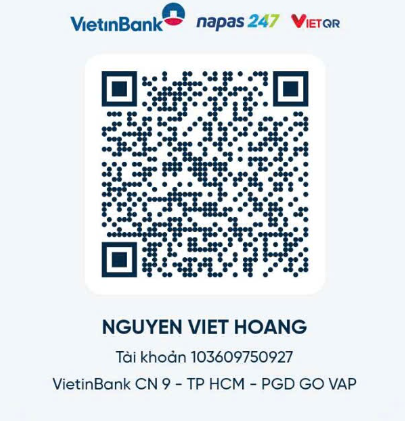 VietinBank napas 247 VIETQR
NGUYEN VIET HOANG
Tài khoản 103609750927
VietinBank CN 9 - TP HCM - PGD GO VAP